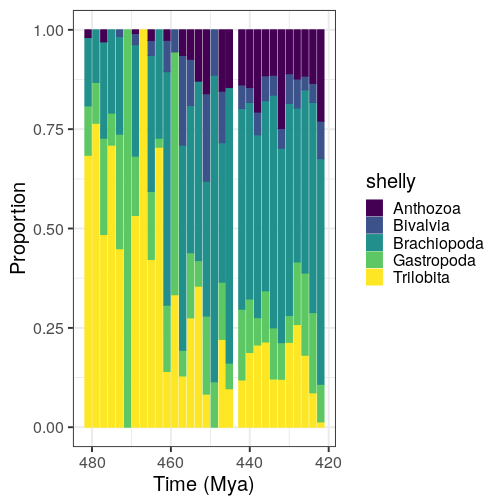 1.00
0.75
0.50
0.25
0.00
Proportion
480
460
440
420
Time (Mya)
shelly
Anthozoa
Bivalvia
Brachiopoda
Gastropoda
Trilobita